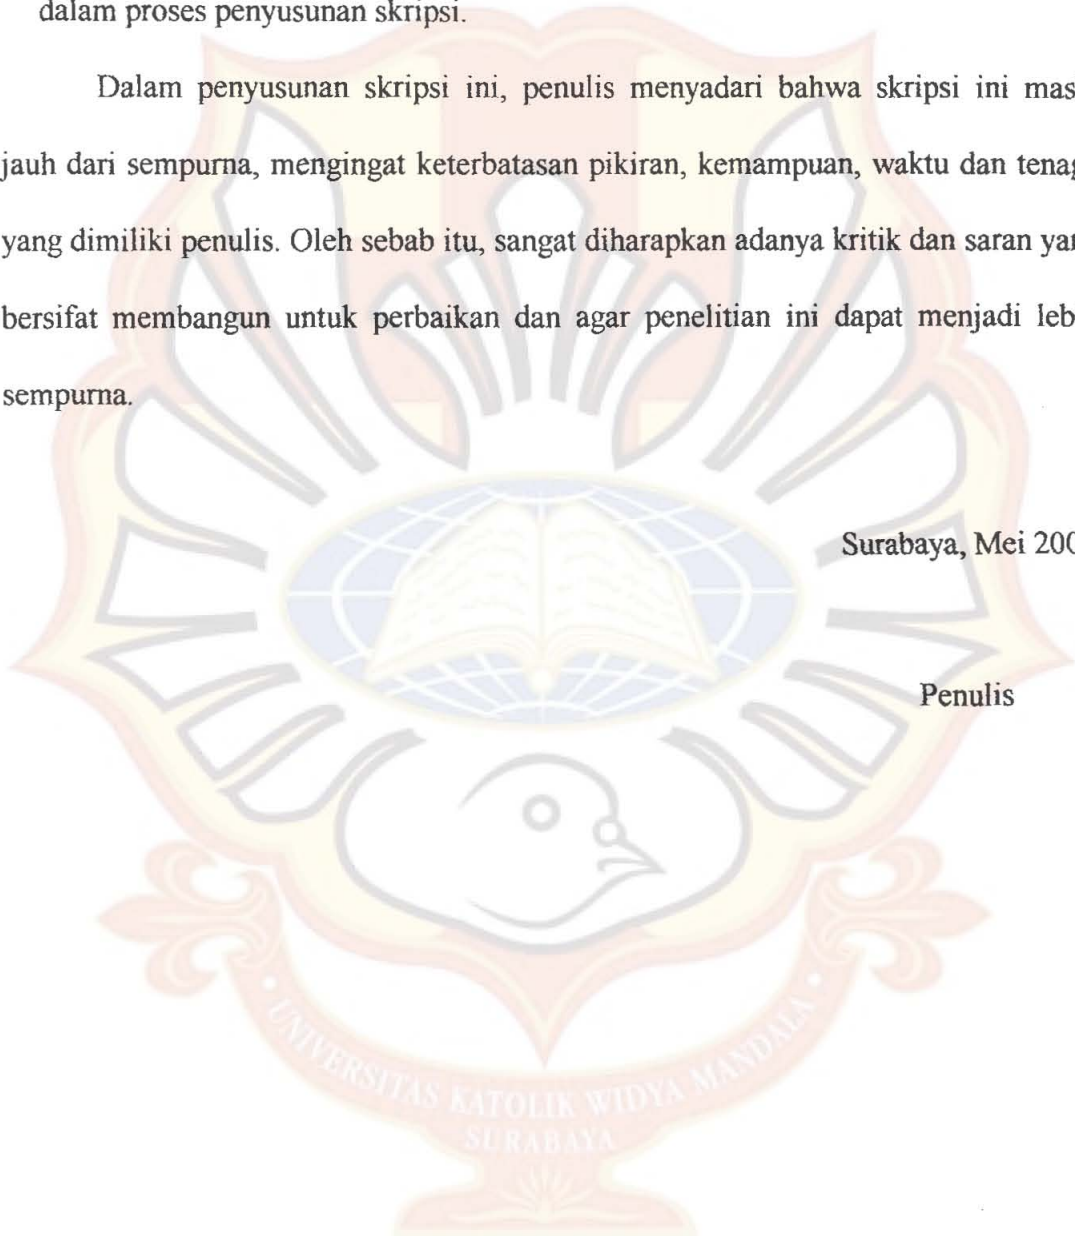 dalam proses penyusunan skripsi.
Dalam penyusunan skripsi ini, penulis menyadari bahwa skripsi ini mas
jauh dari sempurna, mengingat keterbatasan pikiran, kemampuan, waktu dan tenag
yang dimiliki penulis. Oleh sebab itu, sangat diharapkan adanya kritik dan saran yan
bersifat membangun untuk perbaikan dan agar penelitian ini dapat menjadi leb
sempurna.
Surabaya, Mei 200
Penulis
UNIVERSITAS KATOLIK WIDYA MANDALA
SURABAYA